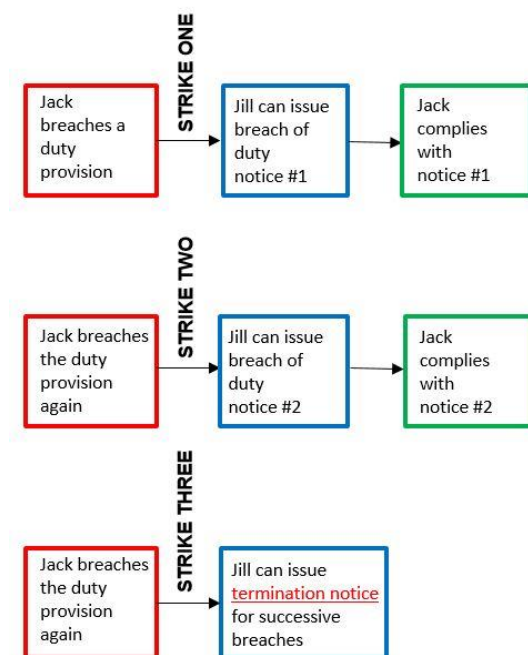 STRIKE ONE
Jack
breaches a
duty
provision
Jill can issue
breach of
duty
notice #1
Jack
complies
with
notice #1
STRIKE TWO
Jack breaches
the duty
provision
again
Jill can issue
breach of
duty
notice #2
Jack
complies
with
notice #2
STRIKE THREE
Jack breaches
the duty
provision
again
Jill can issue
termination notice
for successive
breaches